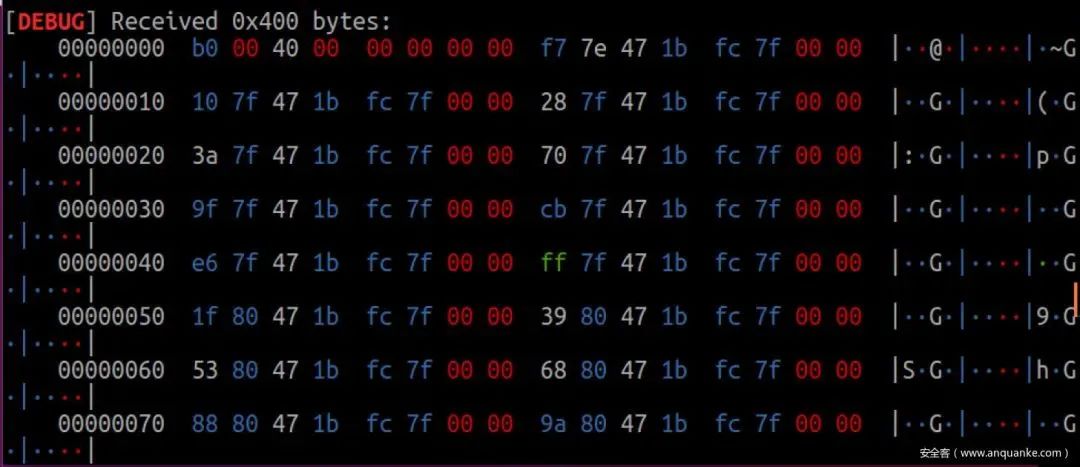 [DEBUG] Received 0x400 bytes:
00000000 b0 00 40 00 00 00 00 00 f7 7e 47 1b fc 7f 00 00 |··@·|····|·~G
·|····|
00000010 10 7f 47 1b fc 7f 00 00 28 7f 47 1b fc 7f 00 00 |··G·|····|(·G
·|····|
00000020 3a 7f 47 1b fc 7f 00 00 70 7f 47 1b fc 7f 00 00 |:·G·|····|p·G
·|····|
00000030 9f 7f 47 1b fc 7f 00 00 cb 7f 47 1b fc 7f 00 00 |··G·|····|··G
·|····|
00000040 e6 7f 47 1b fc 7f 00 00 ff 7f 47 1b fc 7f 00 00 |··G·|····|··G
·|····|
00000050 1f 80 47 1b fc 7f 00 00 39 80 47 1b fc 7f 00 00 |··G·|····|9·G
·|····|
00000060 53 80 47 1b fc 7f 00 00 68 80 47 1b fc 7f 00 00 |S·G·|····|h·G
·|····|
00000070 88 80 47 1b fc 7f 00 00 9a 80 47 1b fc 7f 00 00 |··G·|····|··G
·|····|
安全客（www.anquanke.com）